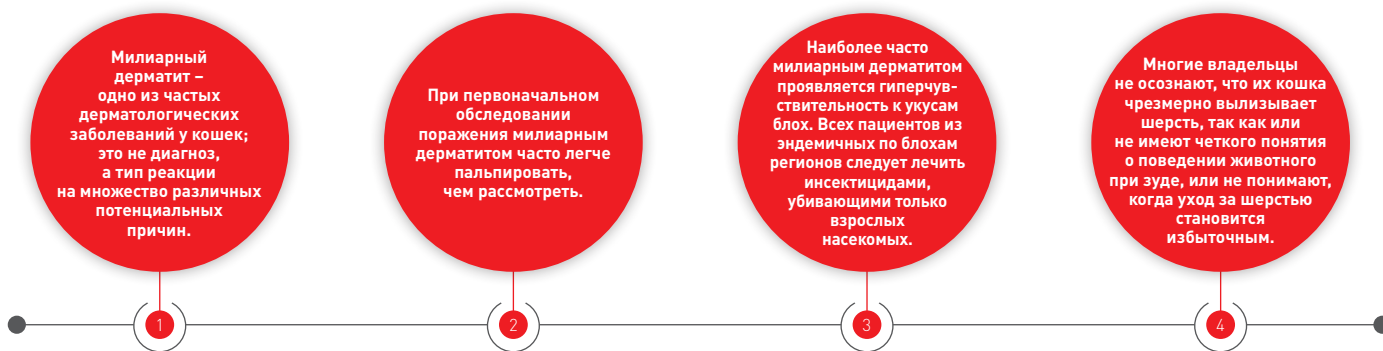 Милиарный
дерматит –
одно из частых
дерматологических
заболеваний у кошек;
это не диагноз,
а тип реакции
на множество различных
потенциальных
причин.
При первоначальном
обследовании
поражения милиарным
дерматитом часто легче
пальпировать,
чем рассмотреть.
Наиболее часто
милиарным дерматитом
проявляется гиперчув-
ствительность к укусам
блох. Всех пациентов из
эндемичных по блохам
регионов следует лечить
инсектицидами,
убивающими только
взрослых
насекомых.
Многие владельцы
не осознают, что их кошка
чрезмерно вылизывает
шерсть, так как или
не имеют четкого понятия
о поведении животного
при зуде, или не понимают,
когда уход за шерстью
становится
избыточным.
1
2
3
4